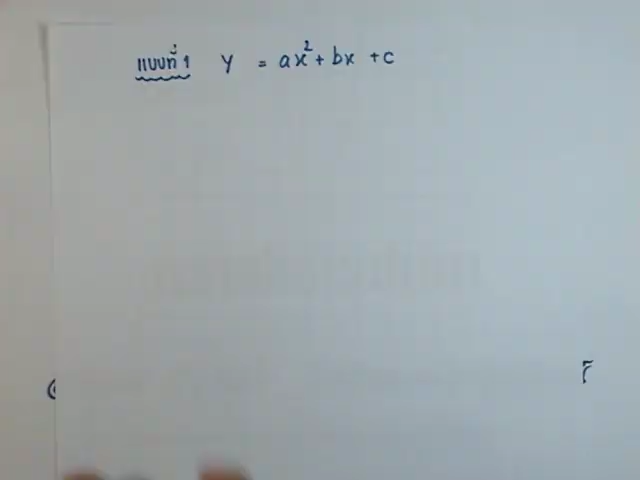 แบบที่ 1 Y = ax² + bx + c